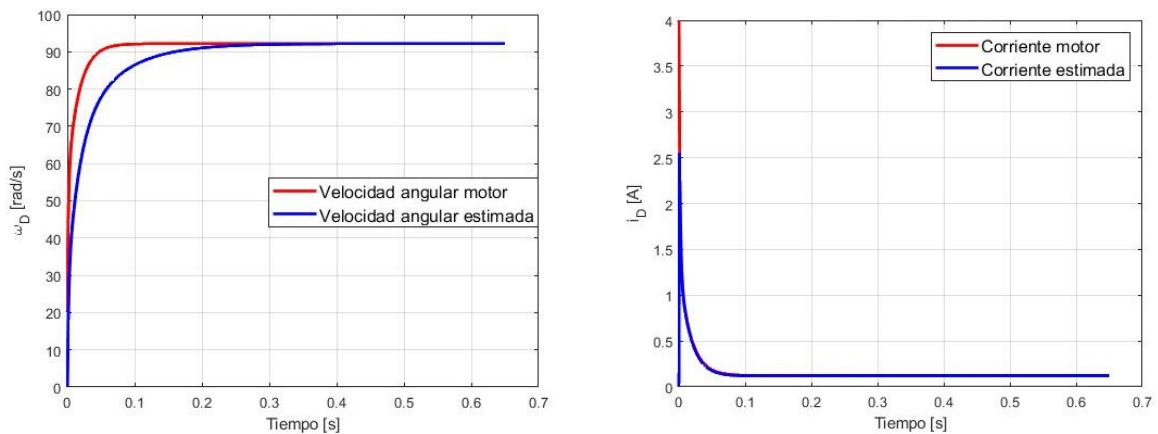 100
90
80
70
60
50
40
30
20
10
0
ω_D [rad/s]
Velocidad angular motor
Velocidad angular estimada
0 0.1 0.2 0.3 0.4 0.5 0.6 0.7
Tiempo [s]
4
3.5
3
2.5
2
1.5
1
0.5
0
i_D [A]
Corriente motor
Corriente estimada
0 0.1 0.2 0.3 0.4 0.5 0.6 0.7
Tiempo [s]